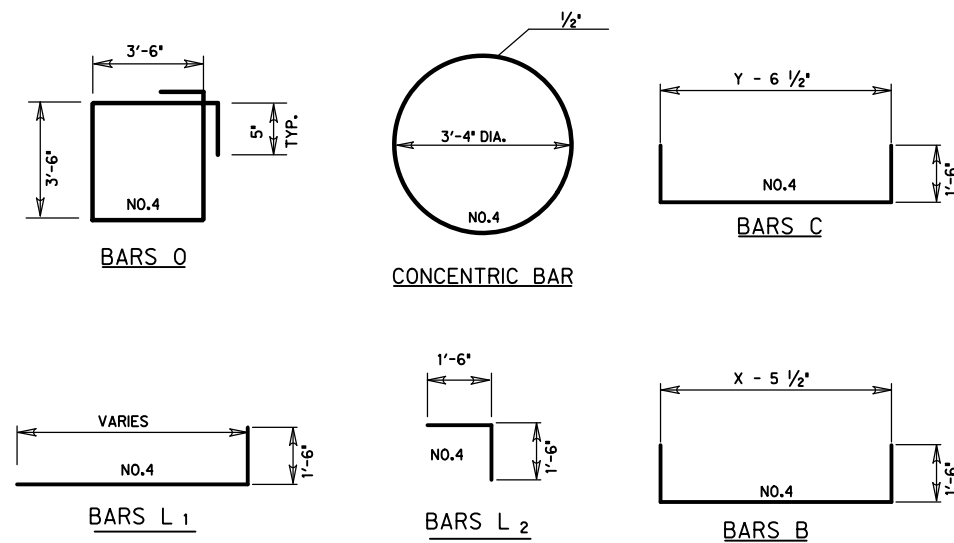 3'-6"
3'-6"
5"
TYP.
NO.4
BARS O
1/2"
3'-4" DIA.
NO.4
CONCENTRIC BAR
Y - 6 1/2"
1'-6"
NO.4
BARS C
VARIES
1'-6"
NO.4
BARS L 1
1'-6"
1'-6"
NO.4
BARS L 2
X - 5 1/2"
1'-6"
NO.4
BARS B